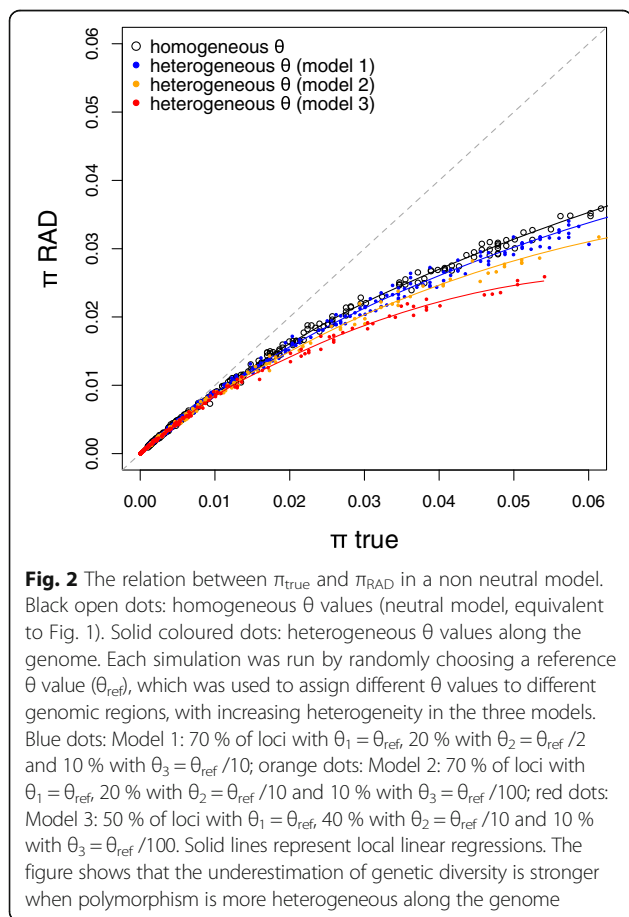 homogeneous θ
heterogeneous θ (model 1)
heterogeneous θ (model 2)
heterogeneous θ (model 3)
π RAD
0.06
0.05
0.04
0.03
0.02
0.01
0.00
0.00 0.01 0.02 0.03 0.04 0.05 0.06
π true
Fig. 2 The relation between πtrue and πRAD in a non neutral model.
Black open dots: homogeneous θ values (neutral model, equivalent
to Fig. 1). Solid coloured dots: heterogeneous θ values along the
genome. Each simulation was run by randomly choosing a reference
θ value (θref), which was used to assign different θ values to different
genomic regions, with increasing heterogeneity in the three models.
Blue dots: Model 1: 70 % of loci with θ1 = θref, 20 % with θ2 = θref /2
and 10 % with θ3 = θref /10; orange dots: Model 2: 70 % of loci with
θ1 = θref, 20 % with θ2 = θref /10 and 10 % with θ3 = θref /100; red dots:
Model 3: 50 % of loci with θ1 = θref, 40 % with θ2 = θref /10 and 10 %
with θ3 = θref /100. Solid lines represent local linear regressions. The
figure shows that the underestimation of genetic diversity is stronger
when polymorphism is more heterogeneous along the genome